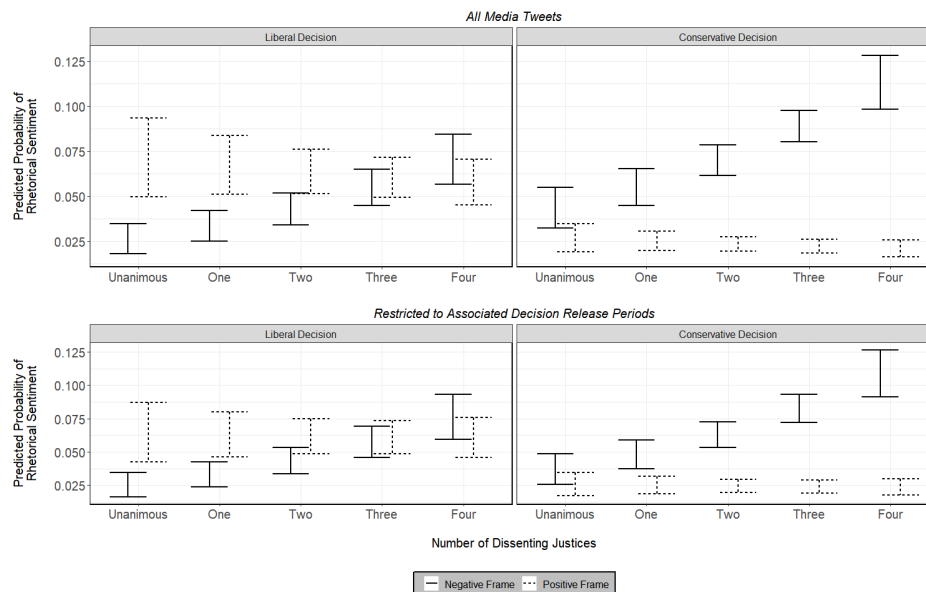 All Media Tweets
Liberal Decision
Conservative Decision
Predicted Probability of
Rhetorical Sentiment
0.125
0.100
0.075
0.050
0.025
Unanimous One Two Three Four
Unanimous One Two Three Four
Restricted to Associated Decision Release Periods
Liberal Decision
Conservative Decision
Predicted Probability of
Rhetorical Sentiment
0.125
0.100
0.075
0.050
0.025
Unanimous One Two Three Four
Unanimous One Two Three Four
Number of Dissenting Justices
Negative Frame Positive Frame